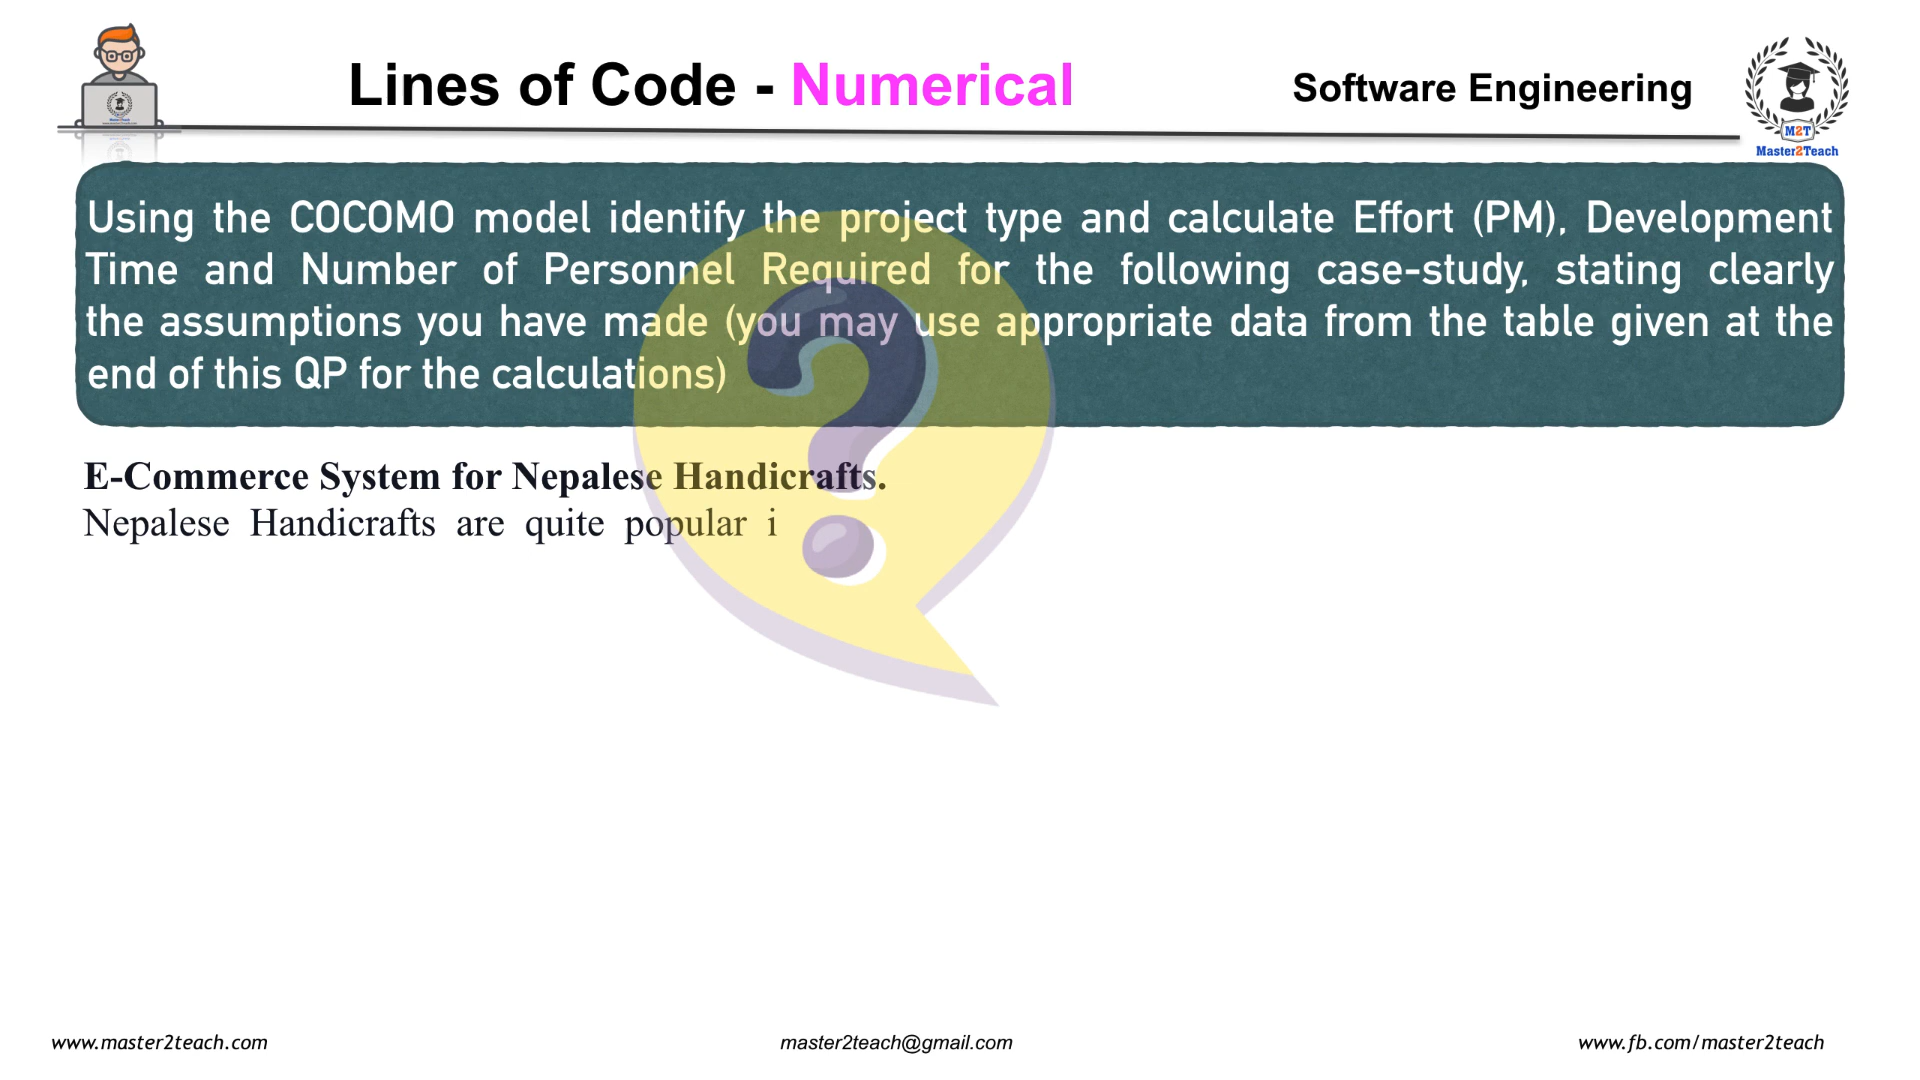 Lines of Code - Numerical
Software Engineering
M2T
Master2Teach
Using the COCOMO model identify the project type and calculate Effort (PM), Development
Time and Number of Personnel Required for the following case-study, stating clearly
the assumptions you have made (you may use appropriate data from the table given at the
end of this QP for the calculations)
E-Commerce System for Nepalese Handicrafts.
Nepalese Handicrafts are quite popular i
www.master2teach.com
master2teach@gmail.com
www.fb.com/master2teach